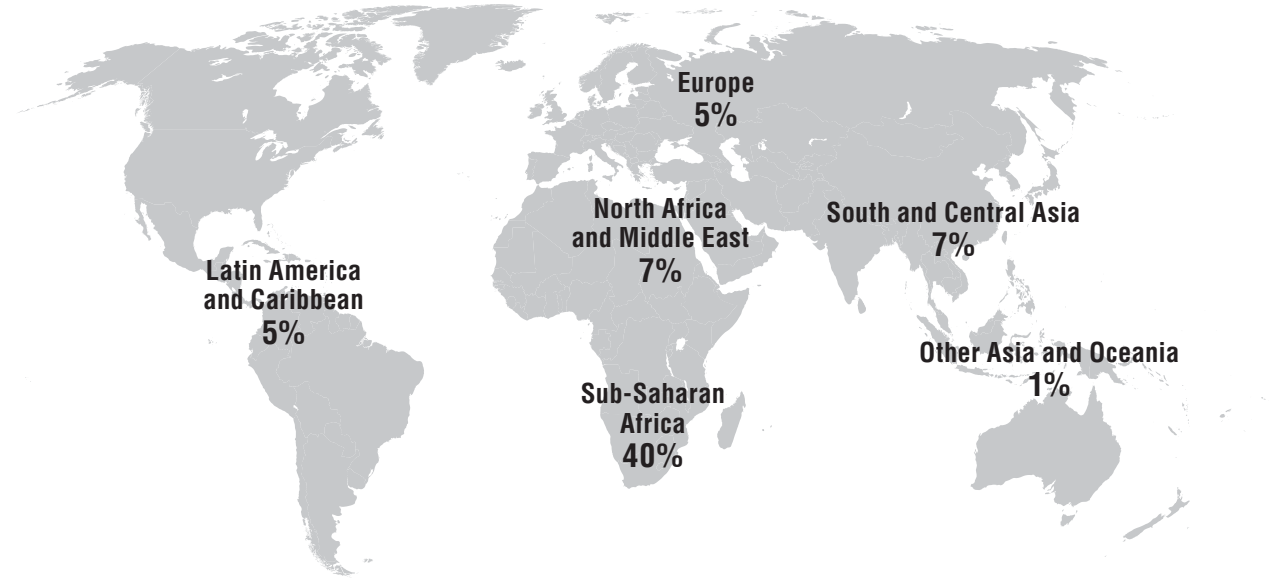 Europe
5%
North Africa
and Middle East
7%
South and Central Asia
7%
Latin America
and Caribbean
5%
Other Asia and Oceania
1%
Sub-Saharan
Africa
40%